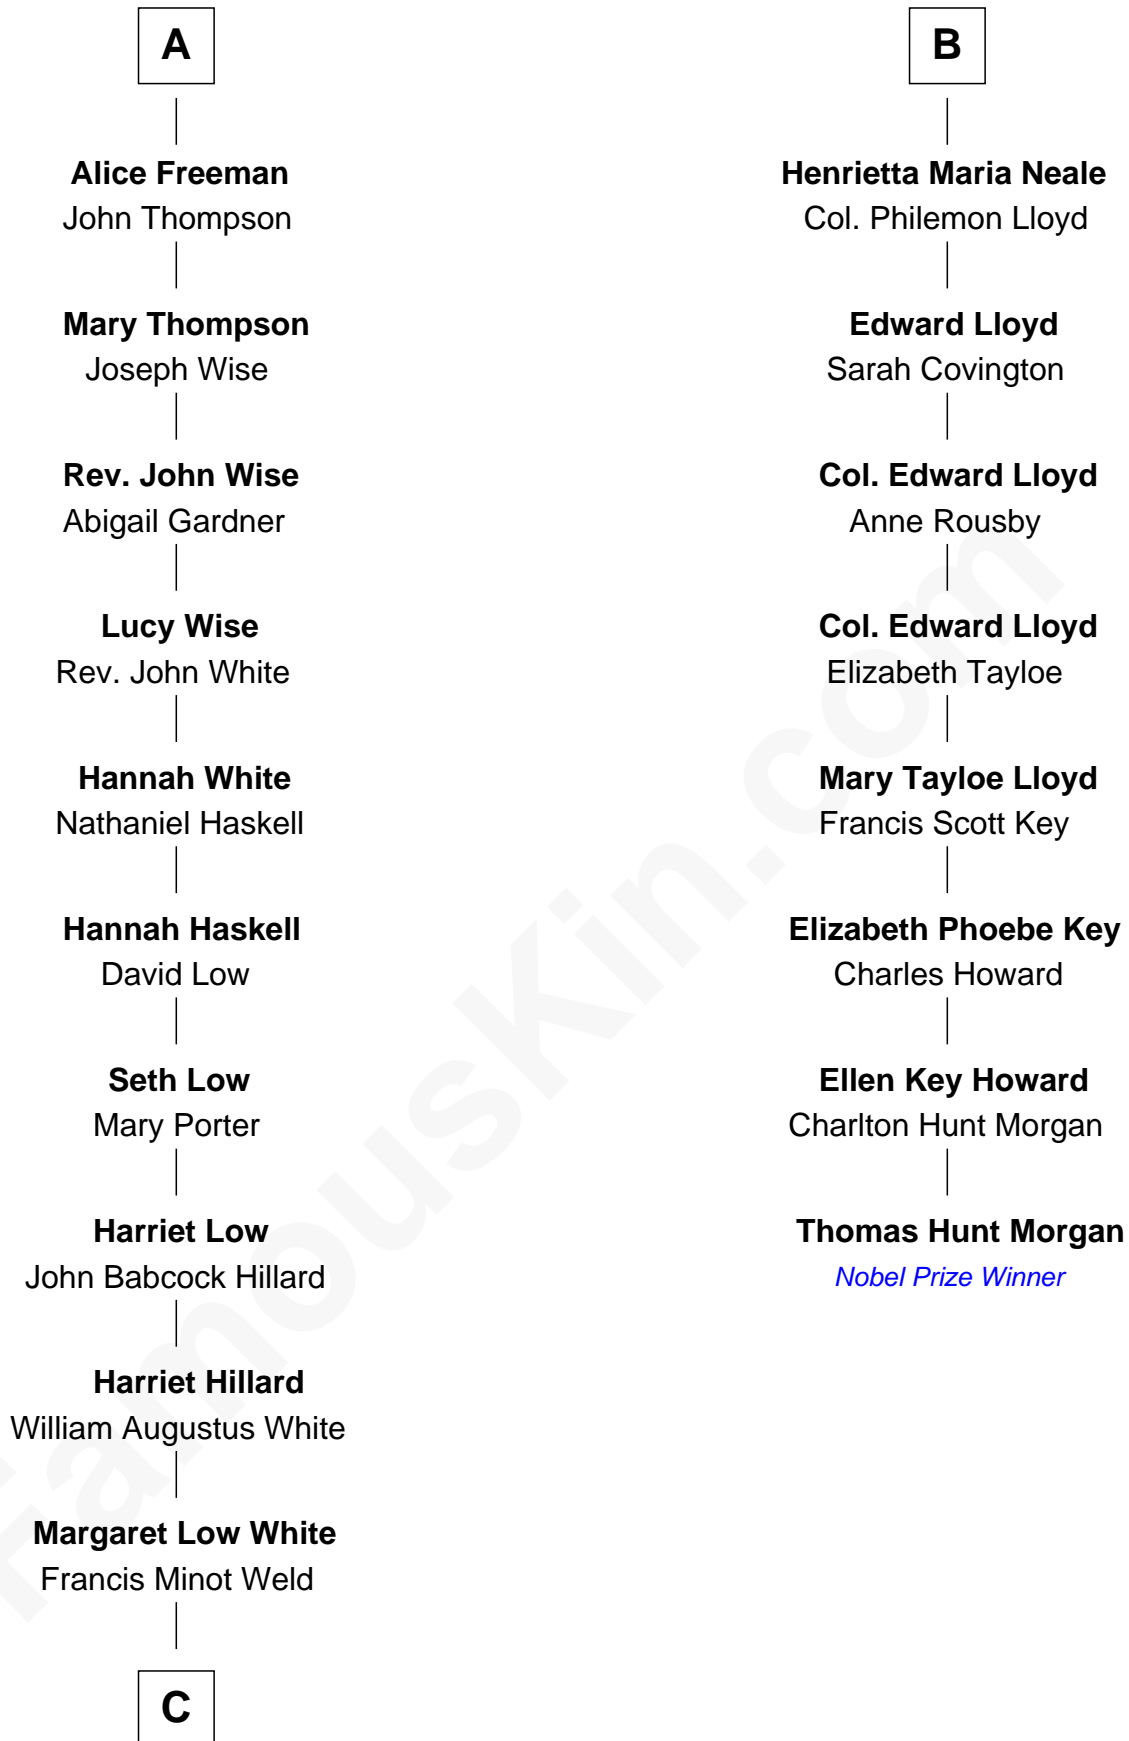 A
Alice Freeman
John Thompson
Mary Thompson
Joseph Wise
Rev. John Wise
Abigail Gardner
Lucy Wise
Rev. John White
Hannah White
Nathaniel Haskell
Hannah Haskell
David Low
Seth Low
Mary Porter
Harriet Low
John Babcock Hillard
Harriet Hillard
William Augustus White
Margaret Low White
Francis Minot Weld
C
B
Henrietta Maria Neale
Col. Philemon Lloyd
Edward Lloyd
Sarah Covington
Col. Edward Lloyd
Anne Rousby
Col. Edward Lloyd
Elizabeth Tayloe
Mary Tayloe Lloyd
Francis Scott Key
Elizabeth Phoebe Key
Charles Howard
Ellen Key Howard
Charlton Hunt Morgan
Thomas Hunt Morgan
Nobel Prize Winner
FamousKin.com